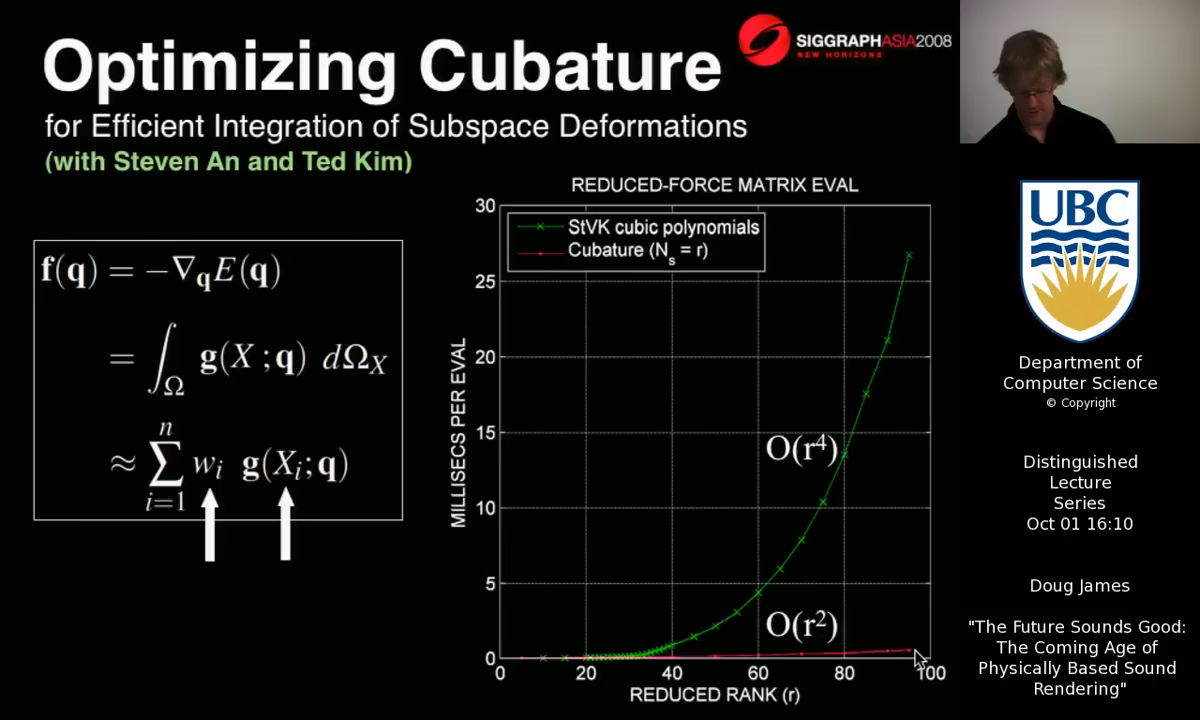 Optimizing Cubature
SIGGRAPHASIA2008
NEW HORIZONS
for Efficient Integration of Subspace Deformations
(with Steven An and Ted Kim)
f(q) = −∇qE(q)
= ∫Ω g(X ; q) dΩX
≈ ∑ⁿi=1 wi g(Xi; q)
REDUCED-FORCE MATRIX EVAL
StVK cubic polynomials
Cubature (Ns = r)
MILLISECS PER EVAL
30
25
20
15
10
5
0
O(r⁴)
O(r²)
0 20 40 60 80 100
REDUCED RANK (r)
UBC
Department of
Computer Science
© Copyright
Distinguished
Lecture
Series
Oct 01 16:10
Doug James
"The Future Sounds Good:
The Coming Age of
Physically Based Sound
Rendering"